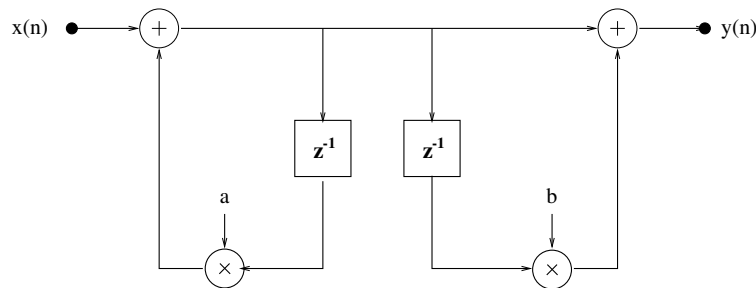 x(n) + + y(n)
z⁻¹ z⁻¹
a b
× ×